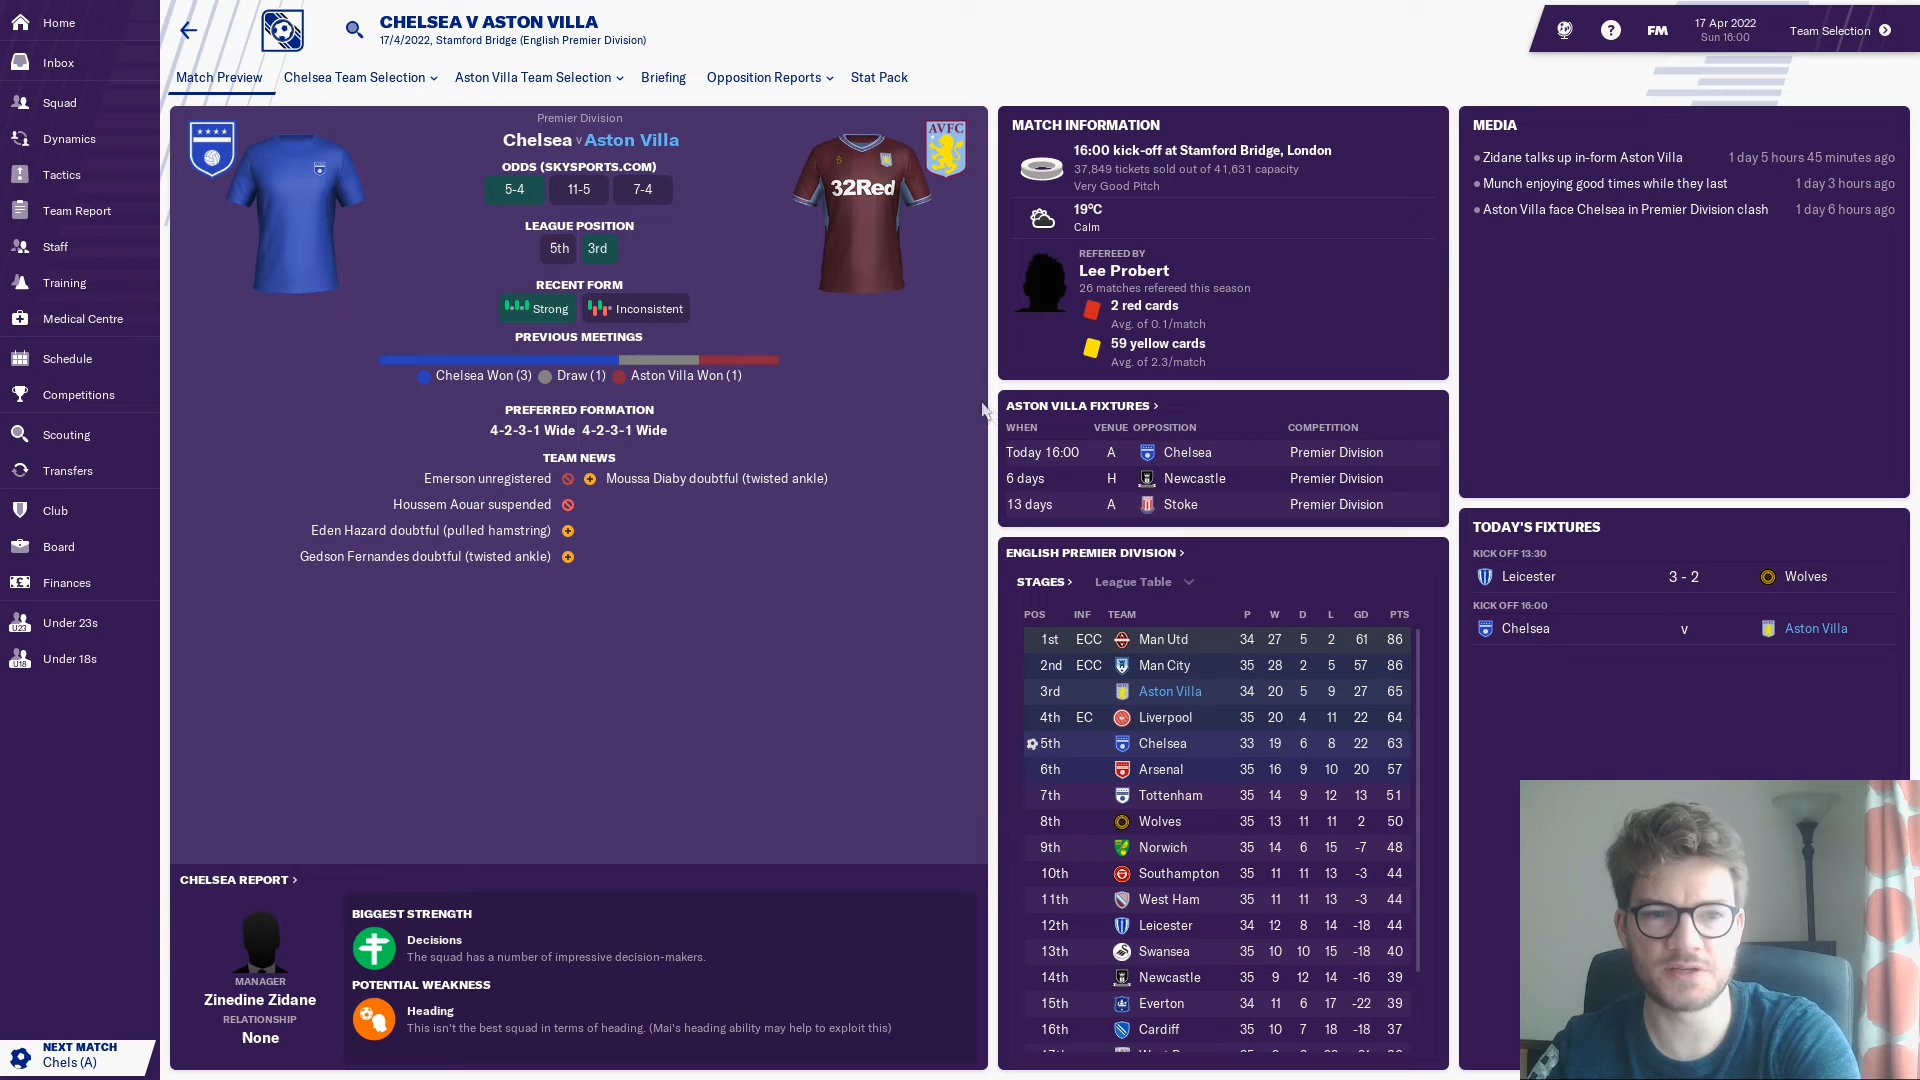 Home
Inbox
Squad
Dynamics
Tactics
Team Report
Staff
Training
Medical Centre
Schedule
Competitions
Scouting
Transfers
Club
Board
Finances
U23 Under 23s
U18 Under 18s
NEXT MATCH
Chels (A)
CHELSEA V ASTON VILLA
17/4/2022, Stamford Bridge (English Premier Division)
? FM 17 Apr 2022
Sun 16:00
Team Selection
Match Preview Chelsea Team Selection Aston Villa Team Selection Briefing Opposition Reports Stat Pack
Premier Division
Chelsea v Aston Villa
AVFC
32Red
ODDS (SKYSPORTS.COM)
5-4 11-5 7-4
LEAGUE POSITION
5th 3rd
RECENT FORM
Strong Inconsistent
PREVIOUS MEETINGS
Chelsea Won (3) Draw (1) Aston Villa Won (1)
PREFERRED FORMATION
4-2-3-1 Wide 4-2-3-1 Wide
TEAM NEWS
Emerson unregistered Moussa Diaby doubtful (twisted ankle)
Houssem Aouar suspended
Eden Hazard doubtful (pulled hamstring)
Gedson Fernandes doubtful (twisted ankle)
CHELSEA REPORT >
MANAGER
Zinedine Zidane
RELATIONSHIP
None
BIGGEST STRENGTH
Decisions
The squad has a number of impressive decision-makers.
POTENTIAL WEAKNESS
Heading
This isn't the best squad in terms of heading. (Mai's heading ability may help to exploit this)
MATCH INFORMATION
16:00 kick-off at Stamford Bridge, London
37,849 tickets sold out of 41,631 capacity
Very Good Pitch
19°C
Calm
REFEREED BY
Lee Probert
26 matches refereed this season
2 red cards
Avg. of 0.1/match
59 yellow cards
Avg. of 2.3/match
ASTON VILLA FIXTURES >
WHEN VENUE OPPOSITION COMPETITION
Today 16:00 A Chelsea Premier Division
6 days H Newcastle Premier Division
13 days A Stoke Premier Division
ENGLISH PREMIER DIVISION >
STAGES > League Table
POS INF TEAM P W D L GD PTS
1st ECC Man Utd 34 27 5 2 61 86
2nd ECC Man City 35 28 2 5 57 86
3rd Aston Villa 34 20 5 9 27 65
4th EC Liverpool 35 20 4 11 22 64
5th Chelsea 33 19 6 8 22 63
6th Arsenal 35 16 9 10 20 57
7th Tottenham 35 14 9 12 13 51
8th Wolves 35 13 11 11 2 50
9th Norwich 35 14 6 15 -7 48
10th Southampton 35 11 11 13 -3 44
11th West Ham 35 11 11 13 -3 44
12th Leicester 34 12 8 14 -18 44
13th Swansea 35 10 10 15 -18 40
14th Newcastle 35 9 12 14 -16 39
15th Everton 34 11 6 17 -22 39
16th Cardiff 35 10 7 18 -18 37
MEDIA
Zidane talks up in-form Aston Villa 1 day 5 hours 45 minutes ago
Munch enjoying good times while they last 1 day 3 hours ago
Aston Villa face Chelsea in Premier Division clash 1 day 6 hours ago
TODAY'S FIXTURES
KICK OFF 13:30
Leicester 3 - 2 Wolves
KICK OFF 16:00
Chelsea v Aston Villa